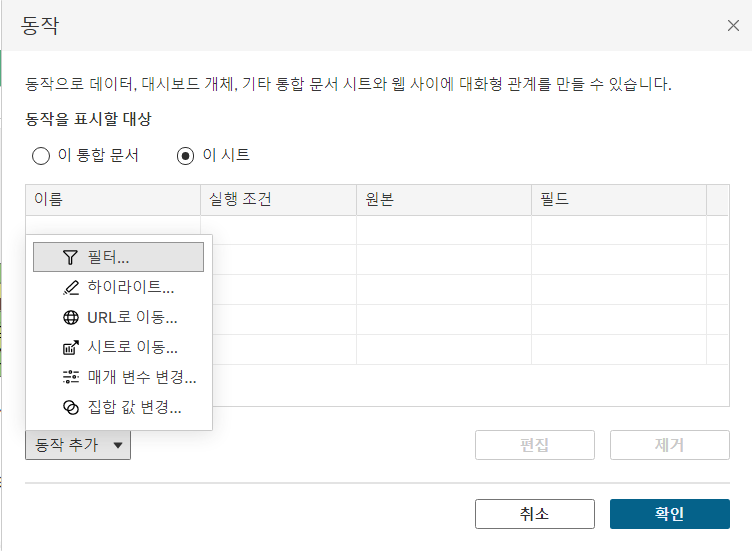 동작
동작으로 데이터, 대시보드 개체, 기타 통합 문서 시트와 웹 사이에 대화형 관계를 만들 수 있습니다.
동작을 표시할 대상
이 통합 문서 이 시트
이름 실행 조건 원본 필드
필터...
하이라이트...
URL로 이동...
시트로 이동...
매개 변수 변경...
집합 값 변경...
동작 추가 편집 제거
취소 확인